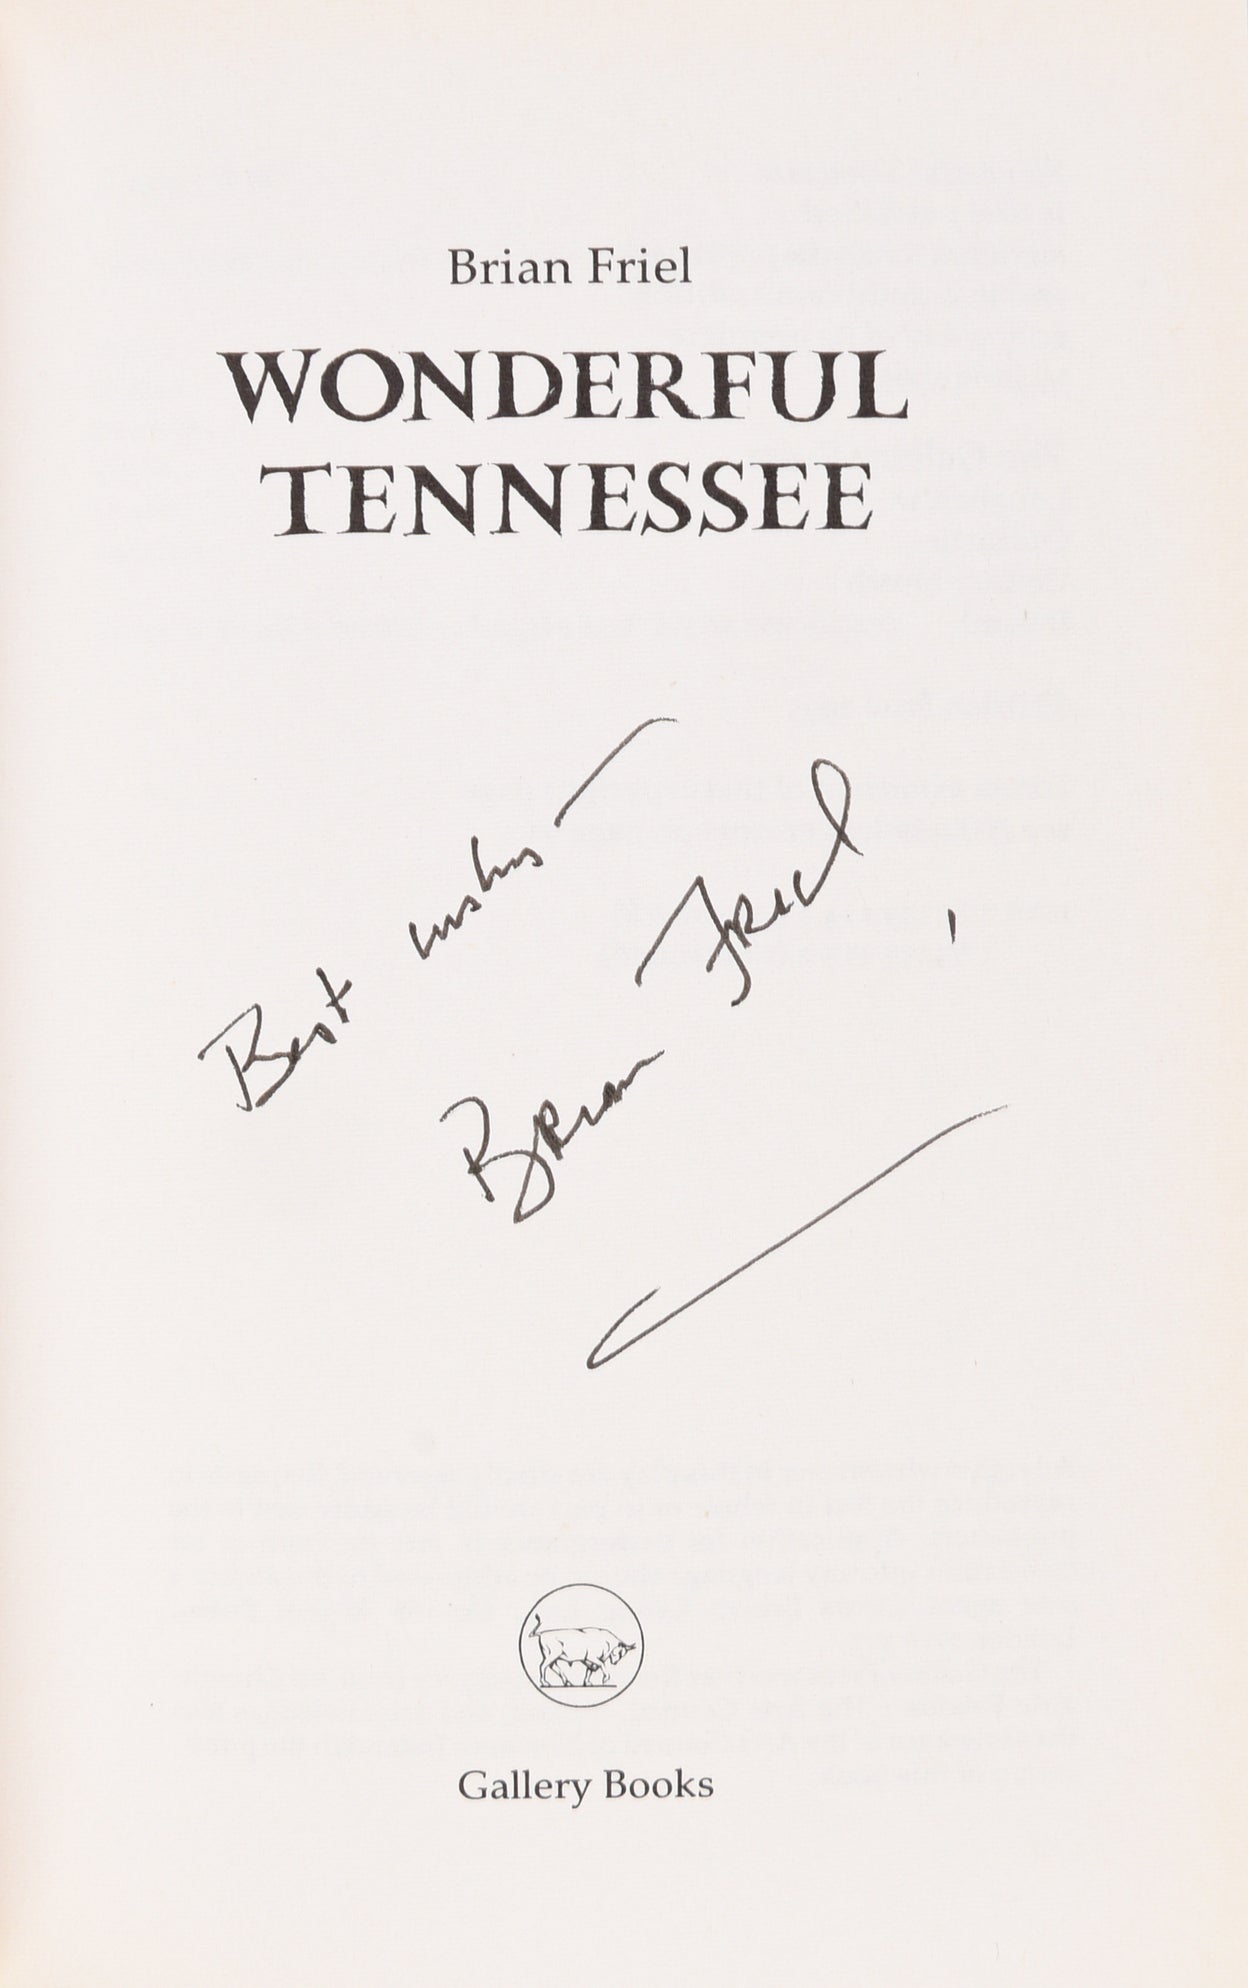 Brian Friel
WONDERFUL
TENNESSEE
Best wishes —
Brian Friel
Gallery Books